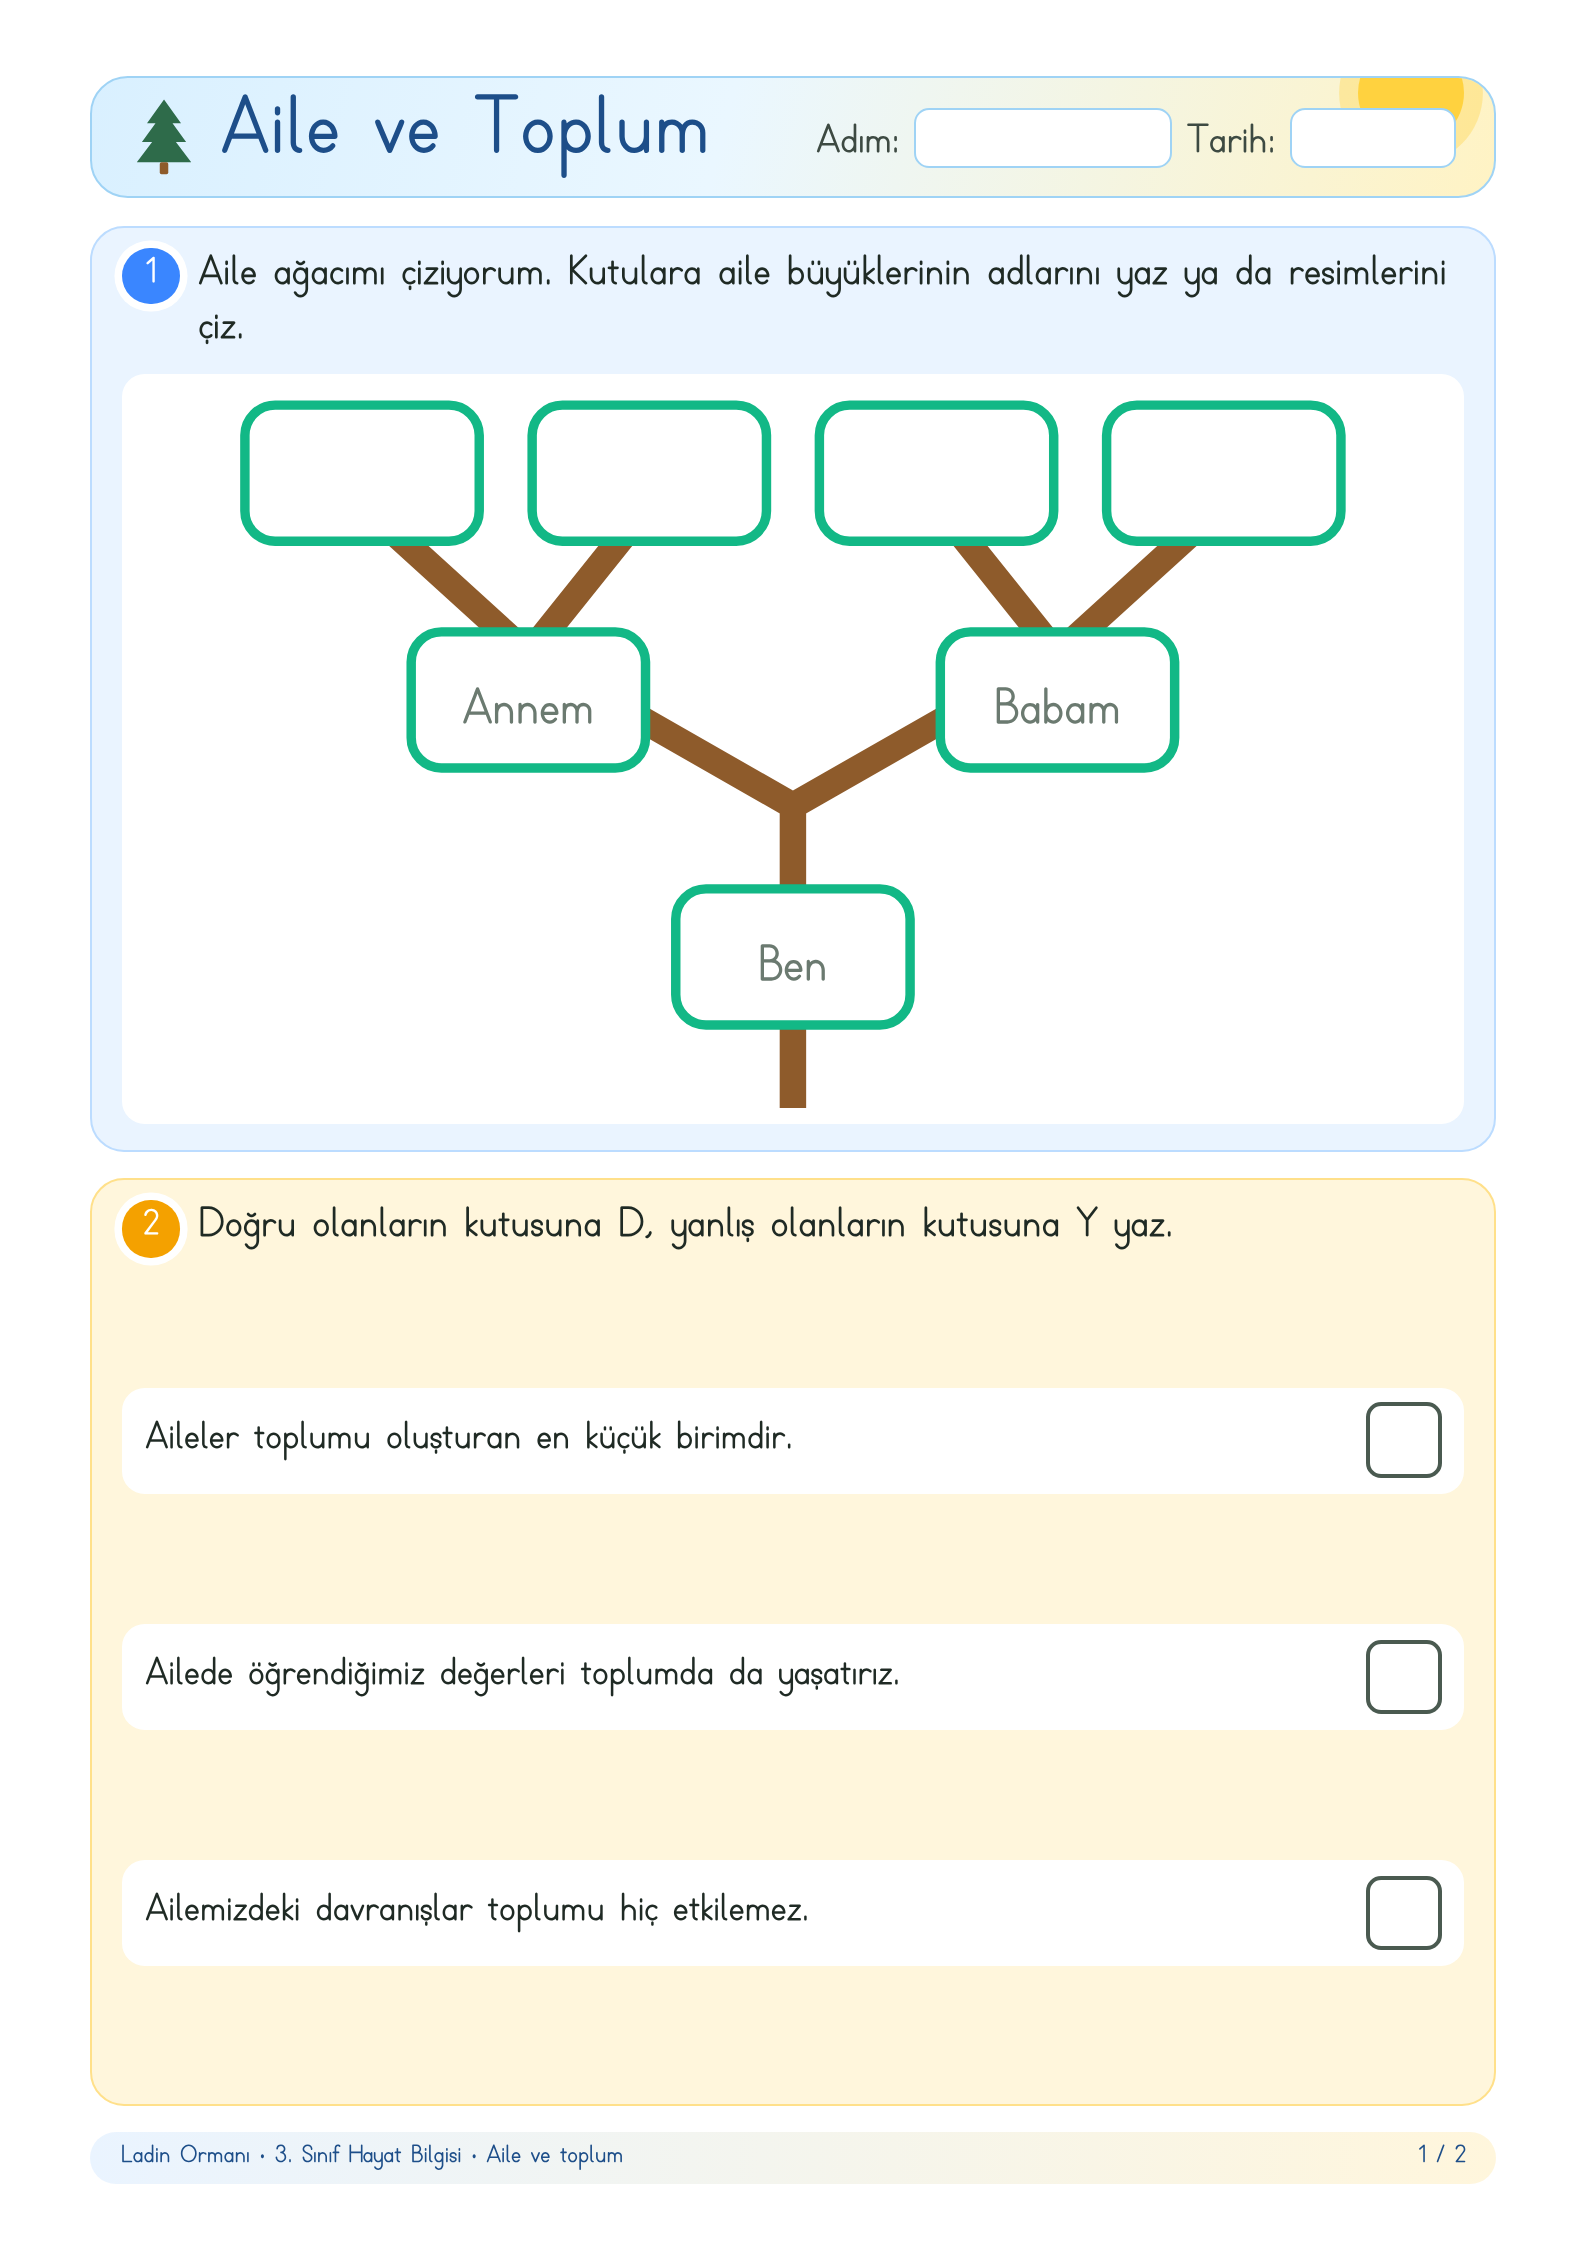 Aile ve Toplum
Adım:
Tarih:
1
Aile ağacımı çiziyorum. Kutulara aile büyüklerinin adlarını yaz ya da resimlerini
çiz.
Annem
Babam
Ben
2
Doğru olanların kutusuna D, yanlış olanların kutusuna Y yaz.
Aileler toplumu oluşturan en küçük birimdir.
Ailede öğrendiğimiz değerleri toplumda da yaşatırız.
Ailemizdeki davranışlar toplumu hiç etkilemez.
Ladin Ormanı • 3. Sınıf Hayat Bilgisi • Aile ve toplum
1 / 2